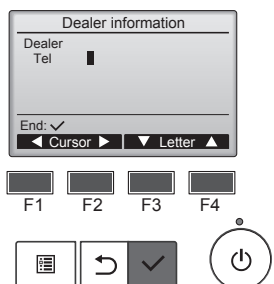 Dealer information
Dealer
Tel
End: ✓
◀ Cursor ▶ ▼ Letter ▲
F1 F2 F3 F4